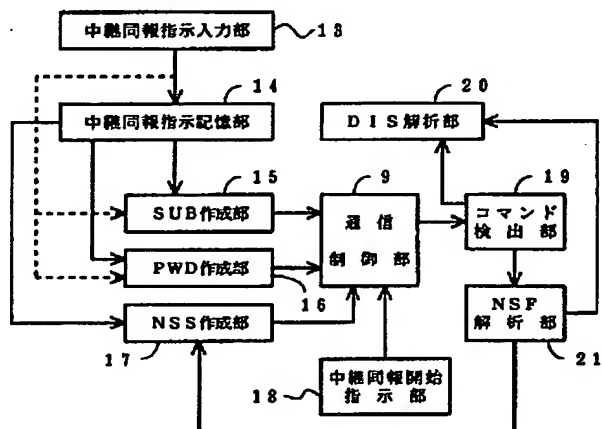 中継同報指示入力部
13
14
中継同報指示記憶部
20
DIS解析部
15
SUB作成部
9
通信
制御部
19
コマンド
検出部
PWD作成部
16
NSS作成部
17
NSF
解析部
21
中継同報開始
指示部
18